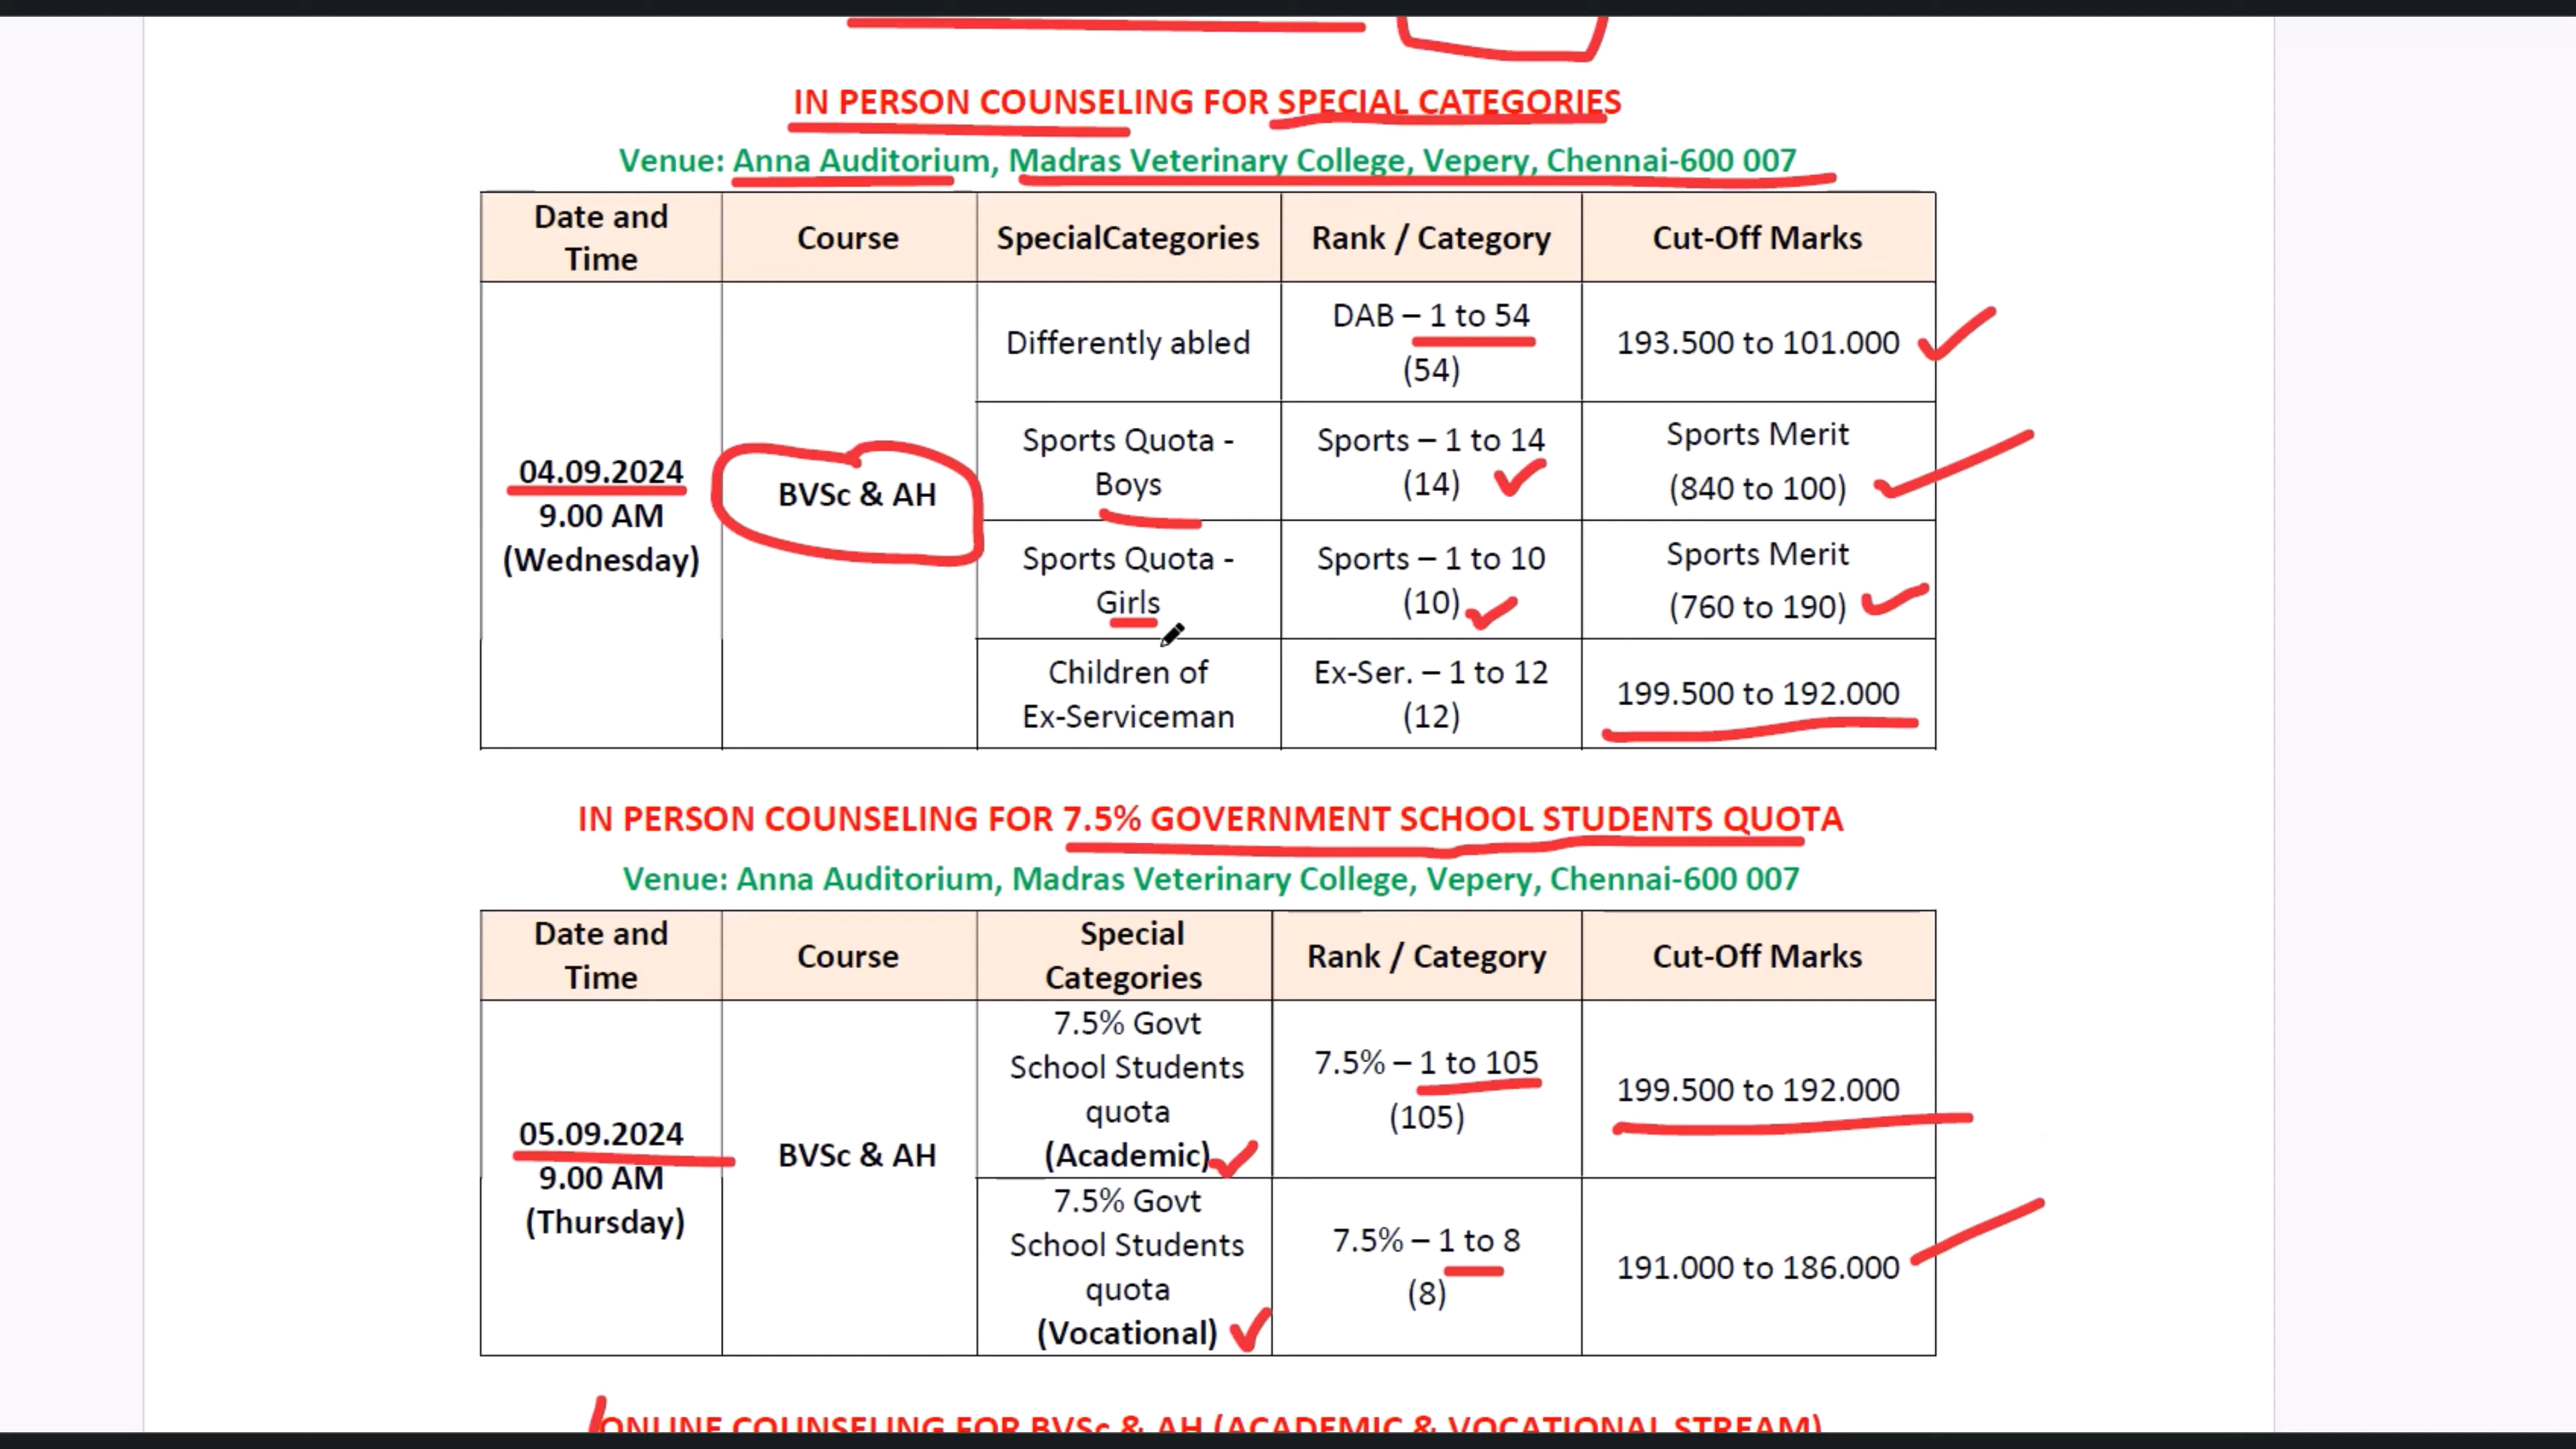 IN PERSON COUNSELING FOR SPECIAL CATEGORIES
Venue: Anna Auditorium, Madras Veterinary College, Vepery, Chennai-600 007
Date and
Time
Course
SpecialCategories
Rank / Category
Cut-Off Marks
04.09.2024
9.00 AM
(Wednesday)
BVSc & AH
Differently abled
DAB – 1 to 54
(54)
193.500 to 101.000
Sports Quota -
Boys
Sports – 1 to 14
(14)
Sports Merit
(840 to 100)
Sports Quota -
Girls
Sports – 1 to 10
(10)
Sports Merit
(760 to 190)
Children of
Ex-Serviceman
Ex-Ser. – 1 to 12
(12)
199.500 to 192.000
IN PERSON COUNSELING FOR 7.5% GOVERNMENT SCHOOL STUDENTS QUOTA
Venue: Anna Auditorium, Madras Veterinary College, Vepery, Chennai-600 007
Date and
Time
Course
Special
Categories
Rank / Category
Cut-Off Marks
05.09.2024
9.00 AM
(Thursday)
BVSc & AH
7.5% Govt
School Students
quota
(Academic)
7.5% – 1 to 105
(105)
199.500 to 192.000
7.5% Govt
School Students
quota
(Vocational)
7.5% – 1 to 8
(8)
191.000 to 186.000
ONLINE COUNSELING FOR BVSc & AH (ACADEMIC & VOCATIONAL STREAM)